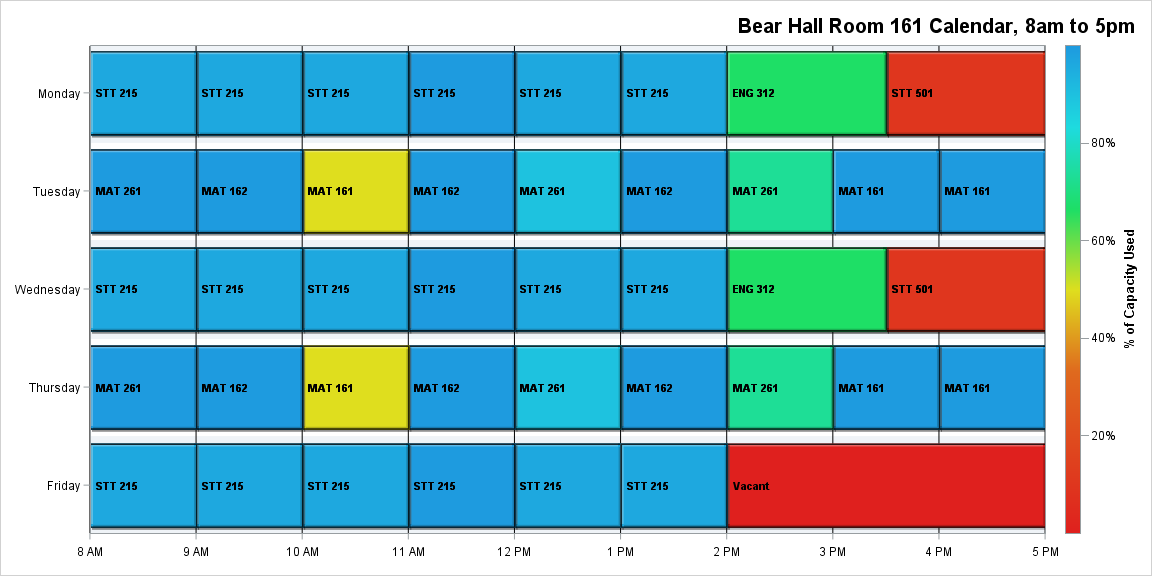 Bear Hall Room 161 Calendar, 8am to 5pm
Monday
STT 215
STT 215
STT 215
STT 215
STT 215
STT 215
ENG 312
STT 501
Tuesday
MAT 261
MAT 162
MAT 161
MAT 162
MAT 261
MAT 162
MAT 261
MAT 161
MAT 161
Wednesday
STT 215
STT 215
STT 215
STT 215
STT 215
STT 215
ENG 312
STT 501
Thursday
MAT 261
MAT 162
MAT 161
MAT 162
MAT 261
MAT 162
MAT 261
MAT 161
MAT 161
Friday
STT 215
STT 215
STT 215
STT 215
STT 215
STT 215
Vacant
8 AM
9 AM
10 AM
11 AM
12 PM
1 PM
2 PM
3 PM
4 PM
5 PM
80%
60%
40%
20%
% of Capacity Used